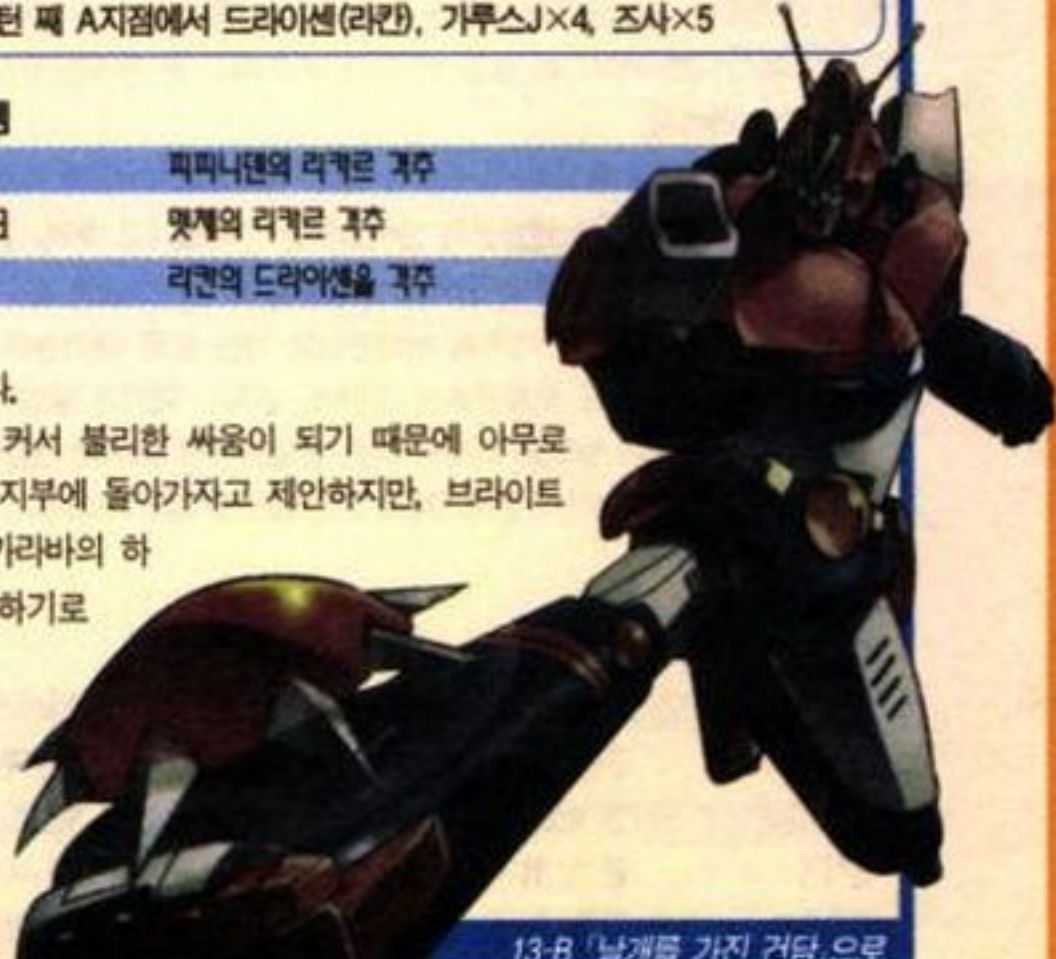 턴 째 A지점에서 드라이센(라칸), 가루스J×4, 즈사×5
피피니덴의 리카르 격추
멧체의 리카르 격추
라칸의 드라이센을 격추
커서 불리한 싸움이 되기 때문에 아무로
지부에 돌아가자고 제안하지만, 브라이트
카라바의 하
하기로
13-B 「날개를 가진 건담」으로